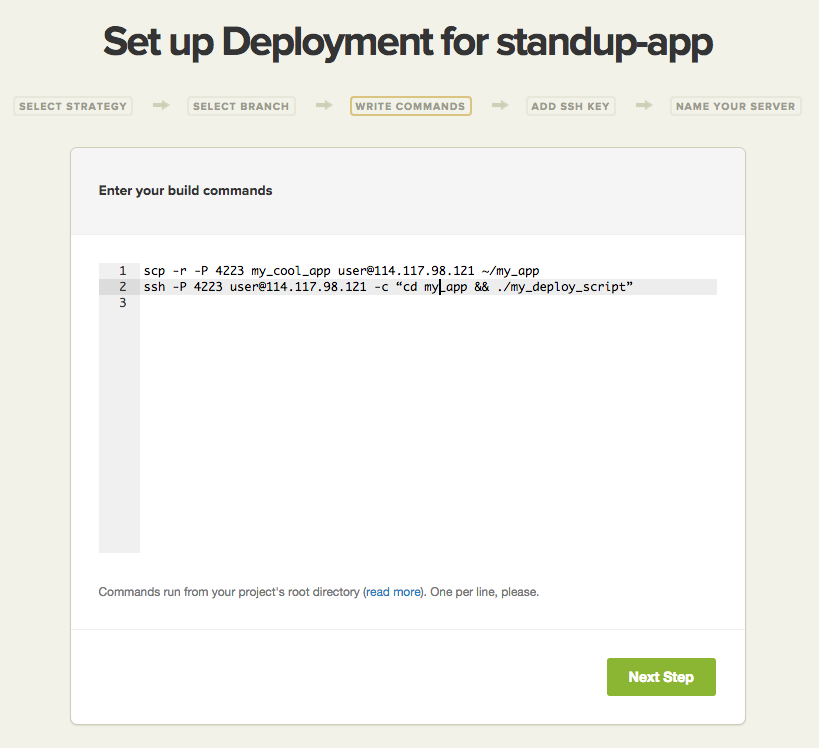 Set up Deployment for standup-app
SELECT STRATEGY
SELECT BRANCH
WRITE COMMANDS
ADD SSH KEY
NAME YOUR SERVER
Enter your build commands
1 scp -r -P 4223 my_cool_app user@114.117.98.121 ~/my_app
2 ssh -P 4223 user@114.117.98.121 -c “cd my_app && ./my_deploy_script”
3
Commands run from your project's root directory (read more). One per line, please.
Next Step